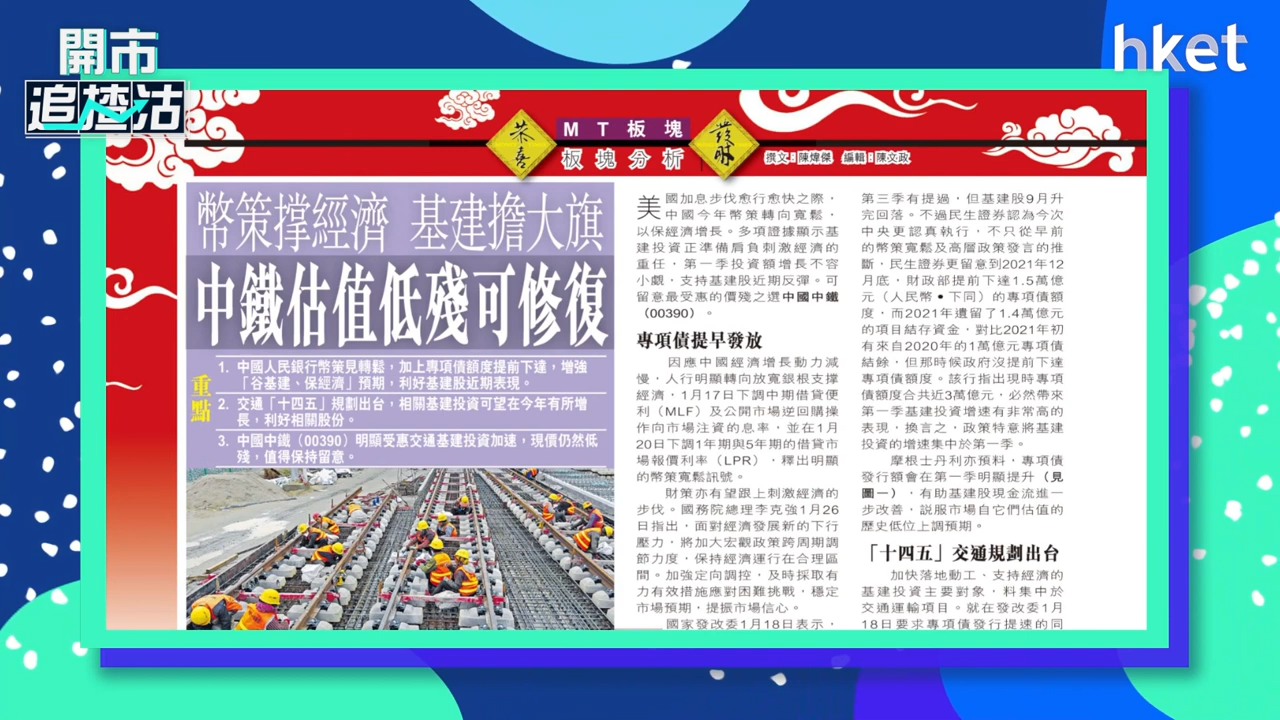 開市
追揸沽
hket
恭喜
發財
MT板塊
板塊分析
撰文：陳煒傑 編輯：陳文政
幣策撐經濟 基建擔大旗
中鐵估值低殘可修復
重點
1. 中國人民銀行幣策見轉鬆，加上專項債額度提前下達，增強
「谷基建、保經濟」預期，利好基建股近期表現。
2. 交通「十四五」規劃出台，相關基建投資可望在今年有所增
長，利好相關股份。
3. 中國中鐵（00390）明顯受惠交通基建投資加速，現價仍然低
殘，值得保持留意。
美國加息步伐愈行愈快之際，
中國今年幣策轉向寬鬆，
以保經濟增長。多項證據顯示基
建投資正準備肩負刺激經濟的
重任，第一季投資額增長不容
小覷，支持基建股近期反彈。可
留意最受惠的價殘之選中國中鐵
（00390）。
專項債提早發放
因應中國經濟增長動力減
慢，人行明顯轉向放寬銀根支撐
經濟，1月17日下調中期借貸便
利（MLF）及公開市場逆回購操
作向市場注資的息率，並在1月
20日下調1年期與5年期的借貸市
場報價利率（LPR），釋出明顯
的幣策寬鬆訊號。
財策亦有望跟上刺激經濟的
步伐。國務院總理李克強1月26
日指出，面對經濟發展新的下行
壓力，將加大宏觀政策跨周期調
節力度，保持經濟運行在合理區
間。加強定向調控，及時採取有
力有效措施應對困難挑戰，穩定
市場預期，提振市場信心。
國家發改委1月18日表示，
第三季有提過，但基建股9月升
完回落。不過民生證券認為今次
中央更認真執行，不只從早前
的幣策寬鬆及高層政策發言的推
斷，民生證券更留意到2021年12
月底，財政部提前下達1.5萬億
元（人民幣•下同）的專項債額
度，而2021年遺留了1.4萬億元
的項目結存資金，對比2021年初
有來自2020年的1萬億元專項債
結餘，但那時候政府沒提前下達
專項債額度。該行指出現時專項
債額度合共近3萬億元，必然帶來
第一季基建投資增速有非常高的
表現，換言之，政策特意將基建
投資的增速集中於第一季。
摩根士丹利亦預料，專項債
發行額會在第一季明顯提升（見
圖一），有助基建股現金流進一
步改善，說服市場自它們估值的
歷史低位上調預期。
「十四五」交通規劃出台
加快落地動工、支持經濟的
基建投資主要對象，料集中於
交通運輸項目。就在發改委1月
18日要求專項債發行提速的同